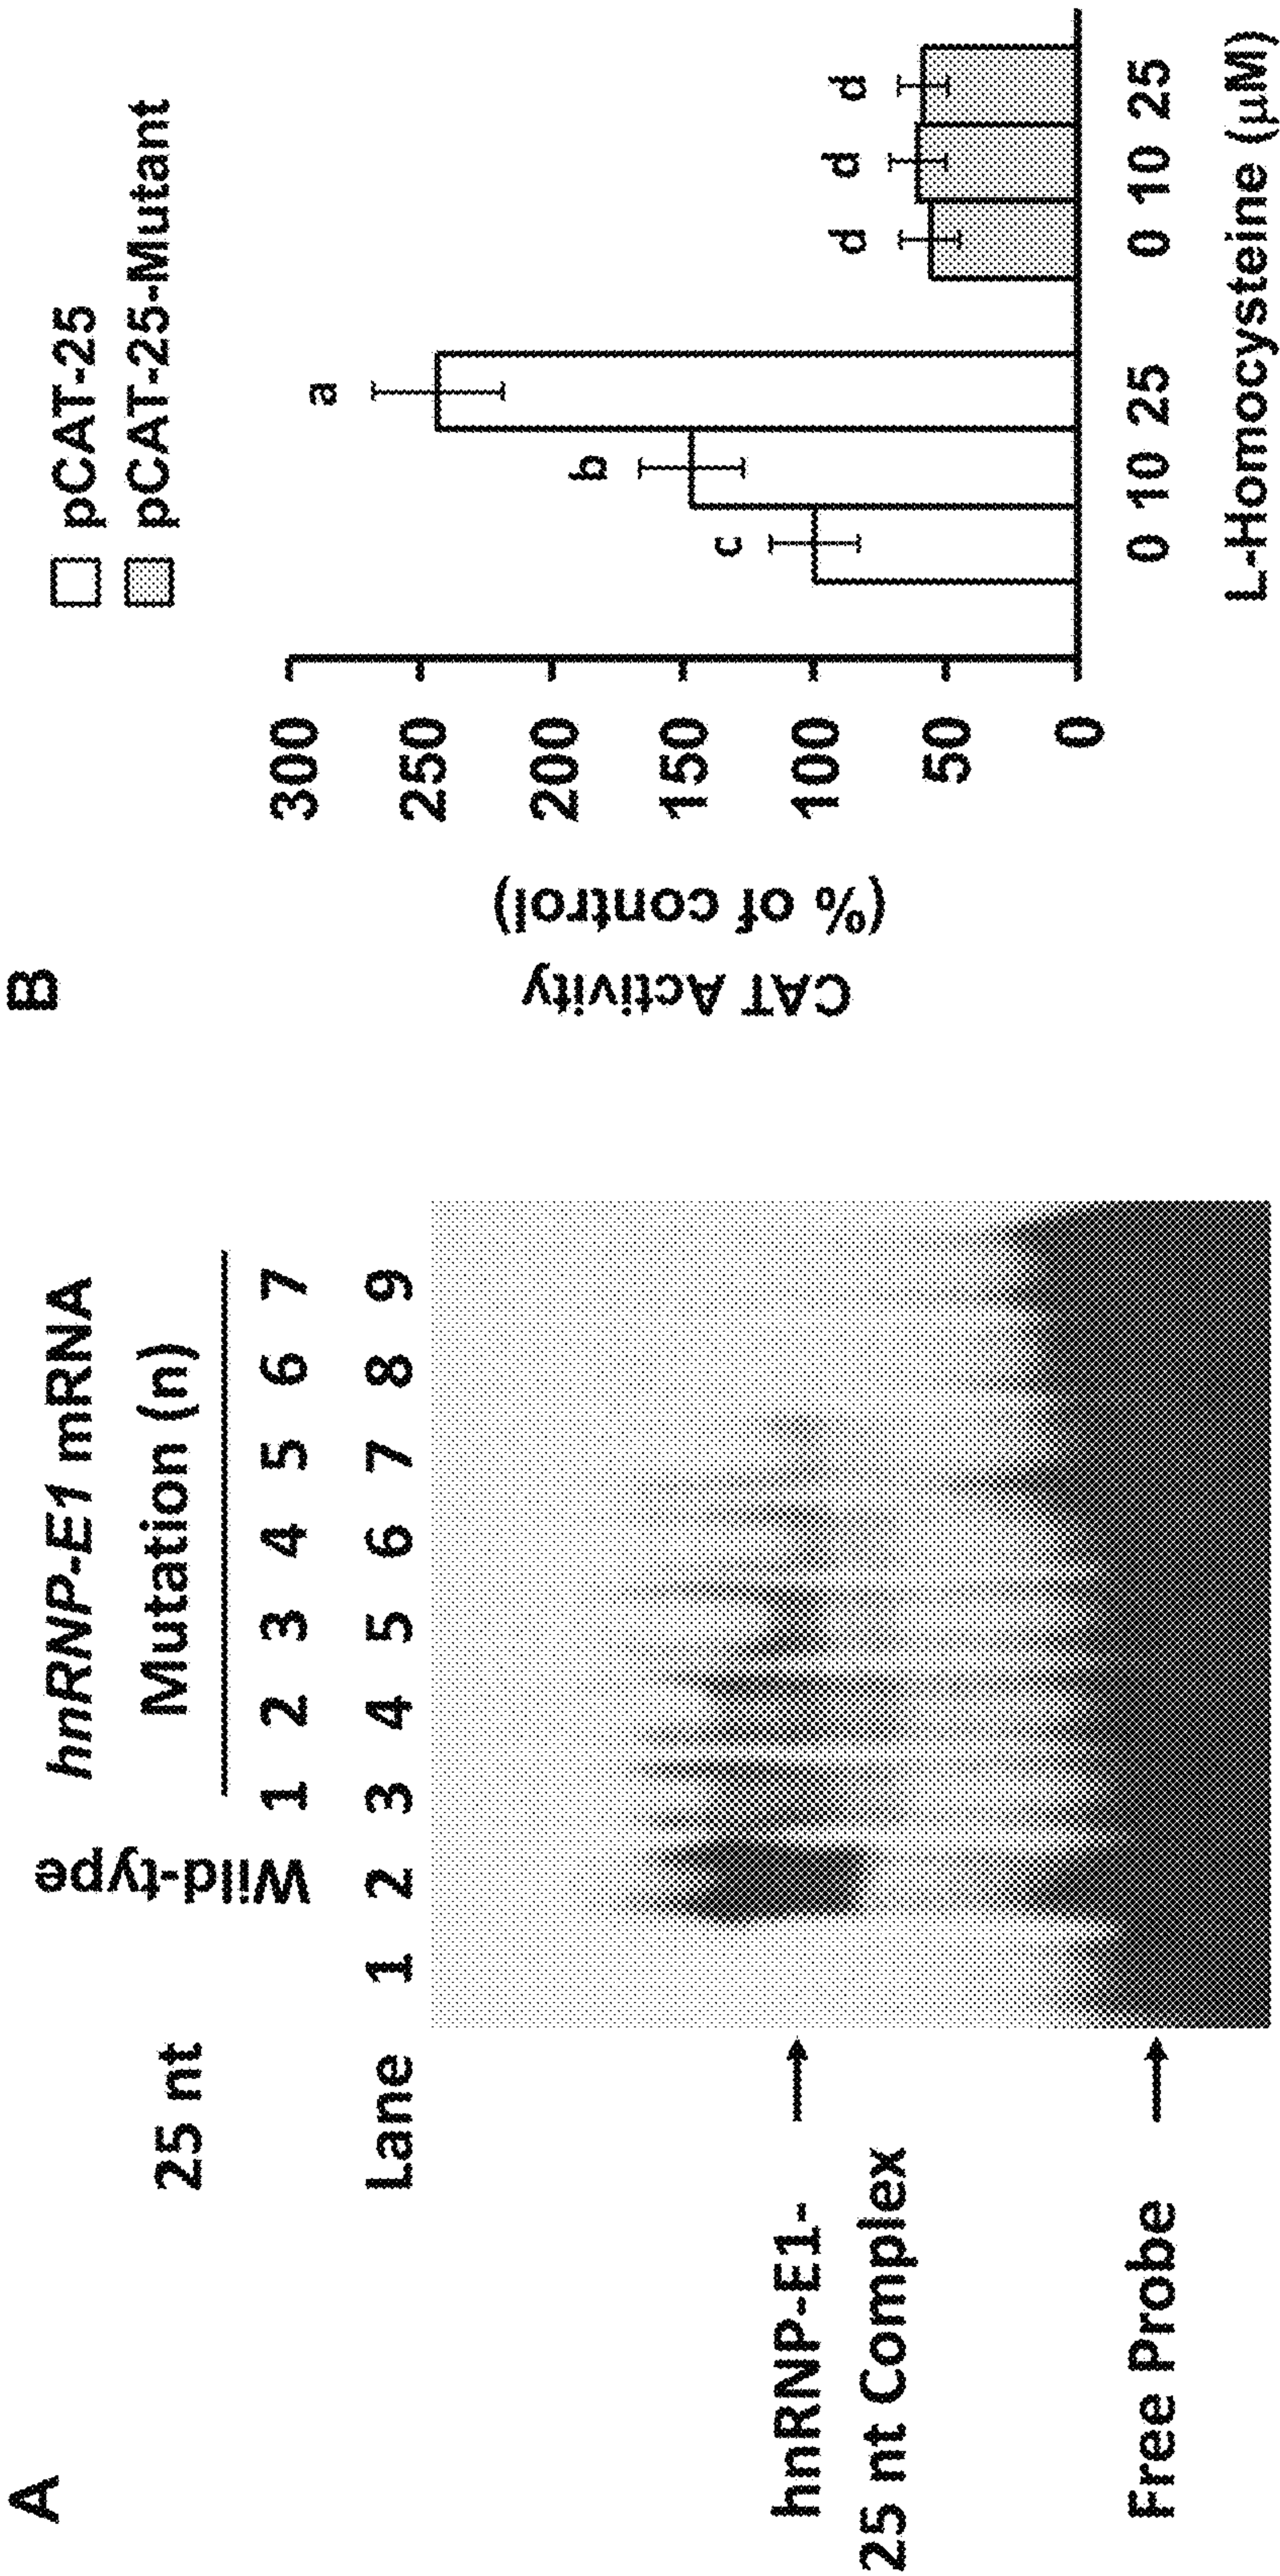 A
hnRNP-E1 mRNA
25 nt
Wild-type
Mutation (n)
1 2 3 4 5 6 7
Lane 1 2 3 4 5 6 7 8 9
hnRNP-E1-
25 nt Complex
Free Probe
B
pCAT-25
pCAT-25-Mutant
CAT Activity
(% of control)
300
250
200
150
100
50
0
c b a d d d
0 10 25 0 10 25
L-Homocysteine (μM)